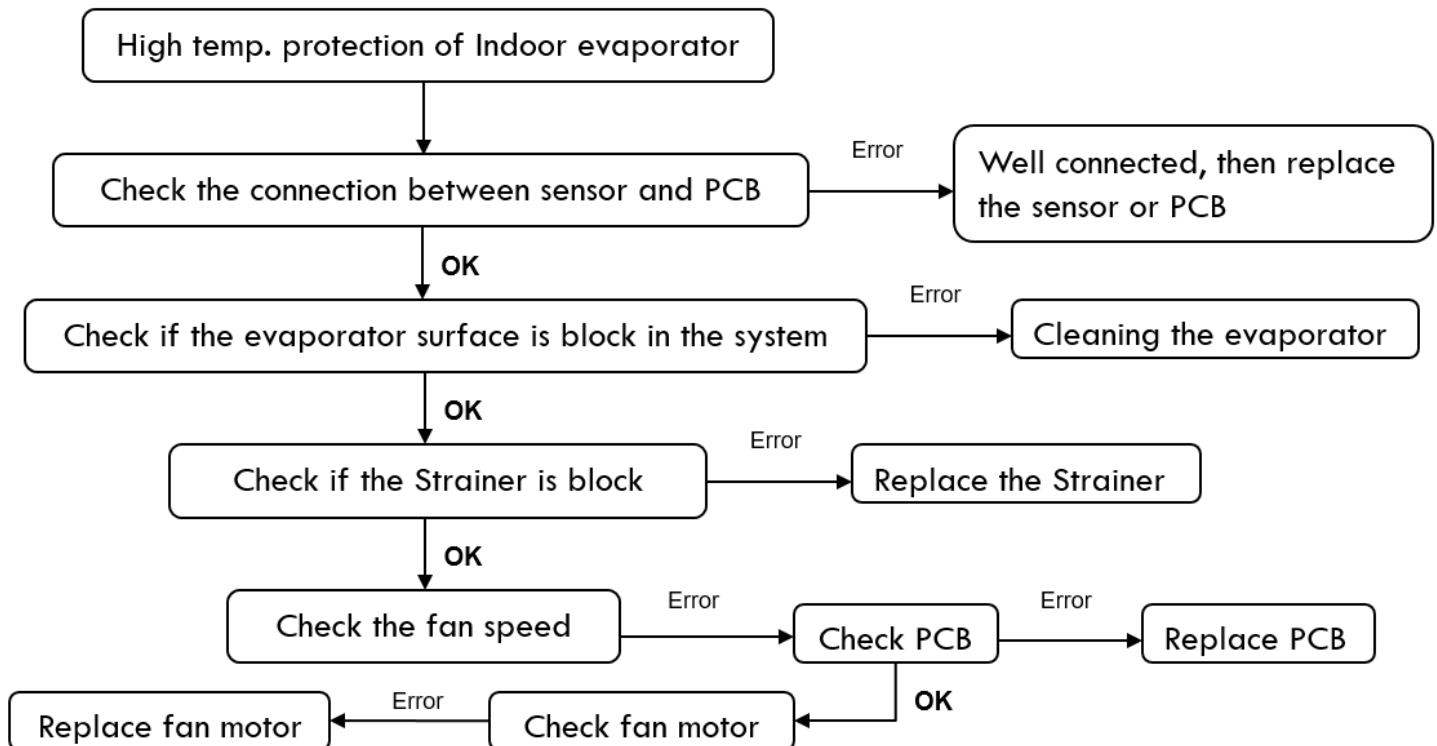 High temp. protection of Indoor evaporator
Check the connection between sensor and PCB
Error
Well connected, then replace
the sensor or PCB
OK
Check if the evaporator surface is block in the system
Error
Cleaning the evaporator
OK
Check if the Strainer is block
Error
Replace the Strainer
OK
Check the fan speed
Error
Check PCB
Error
Replace PCB
OK
Check fan motor
Error
Replace fan motor